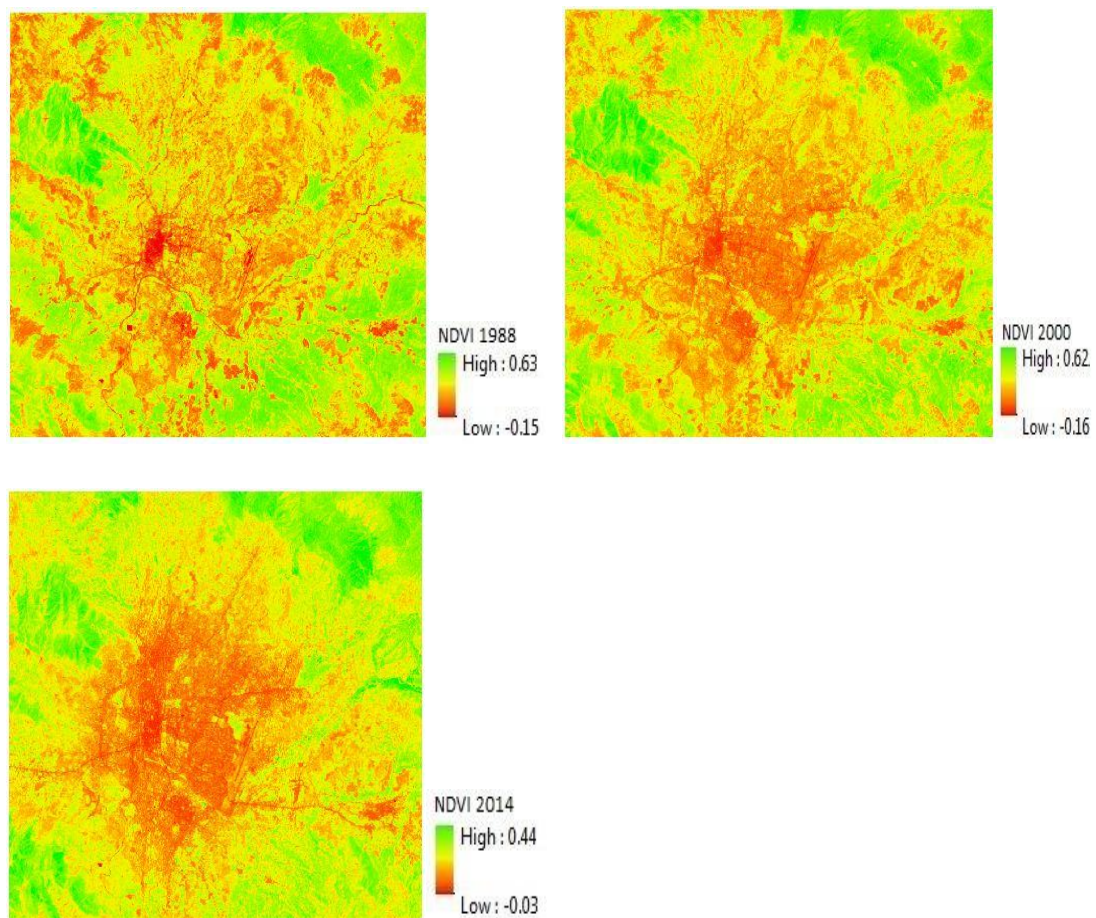 NDVI 1988
High : 0.63
Low : -0.15
NDVI 2000
High : 0.62
Low : -0.16
NDVI 2014
High : 0.44
Low : -0.03